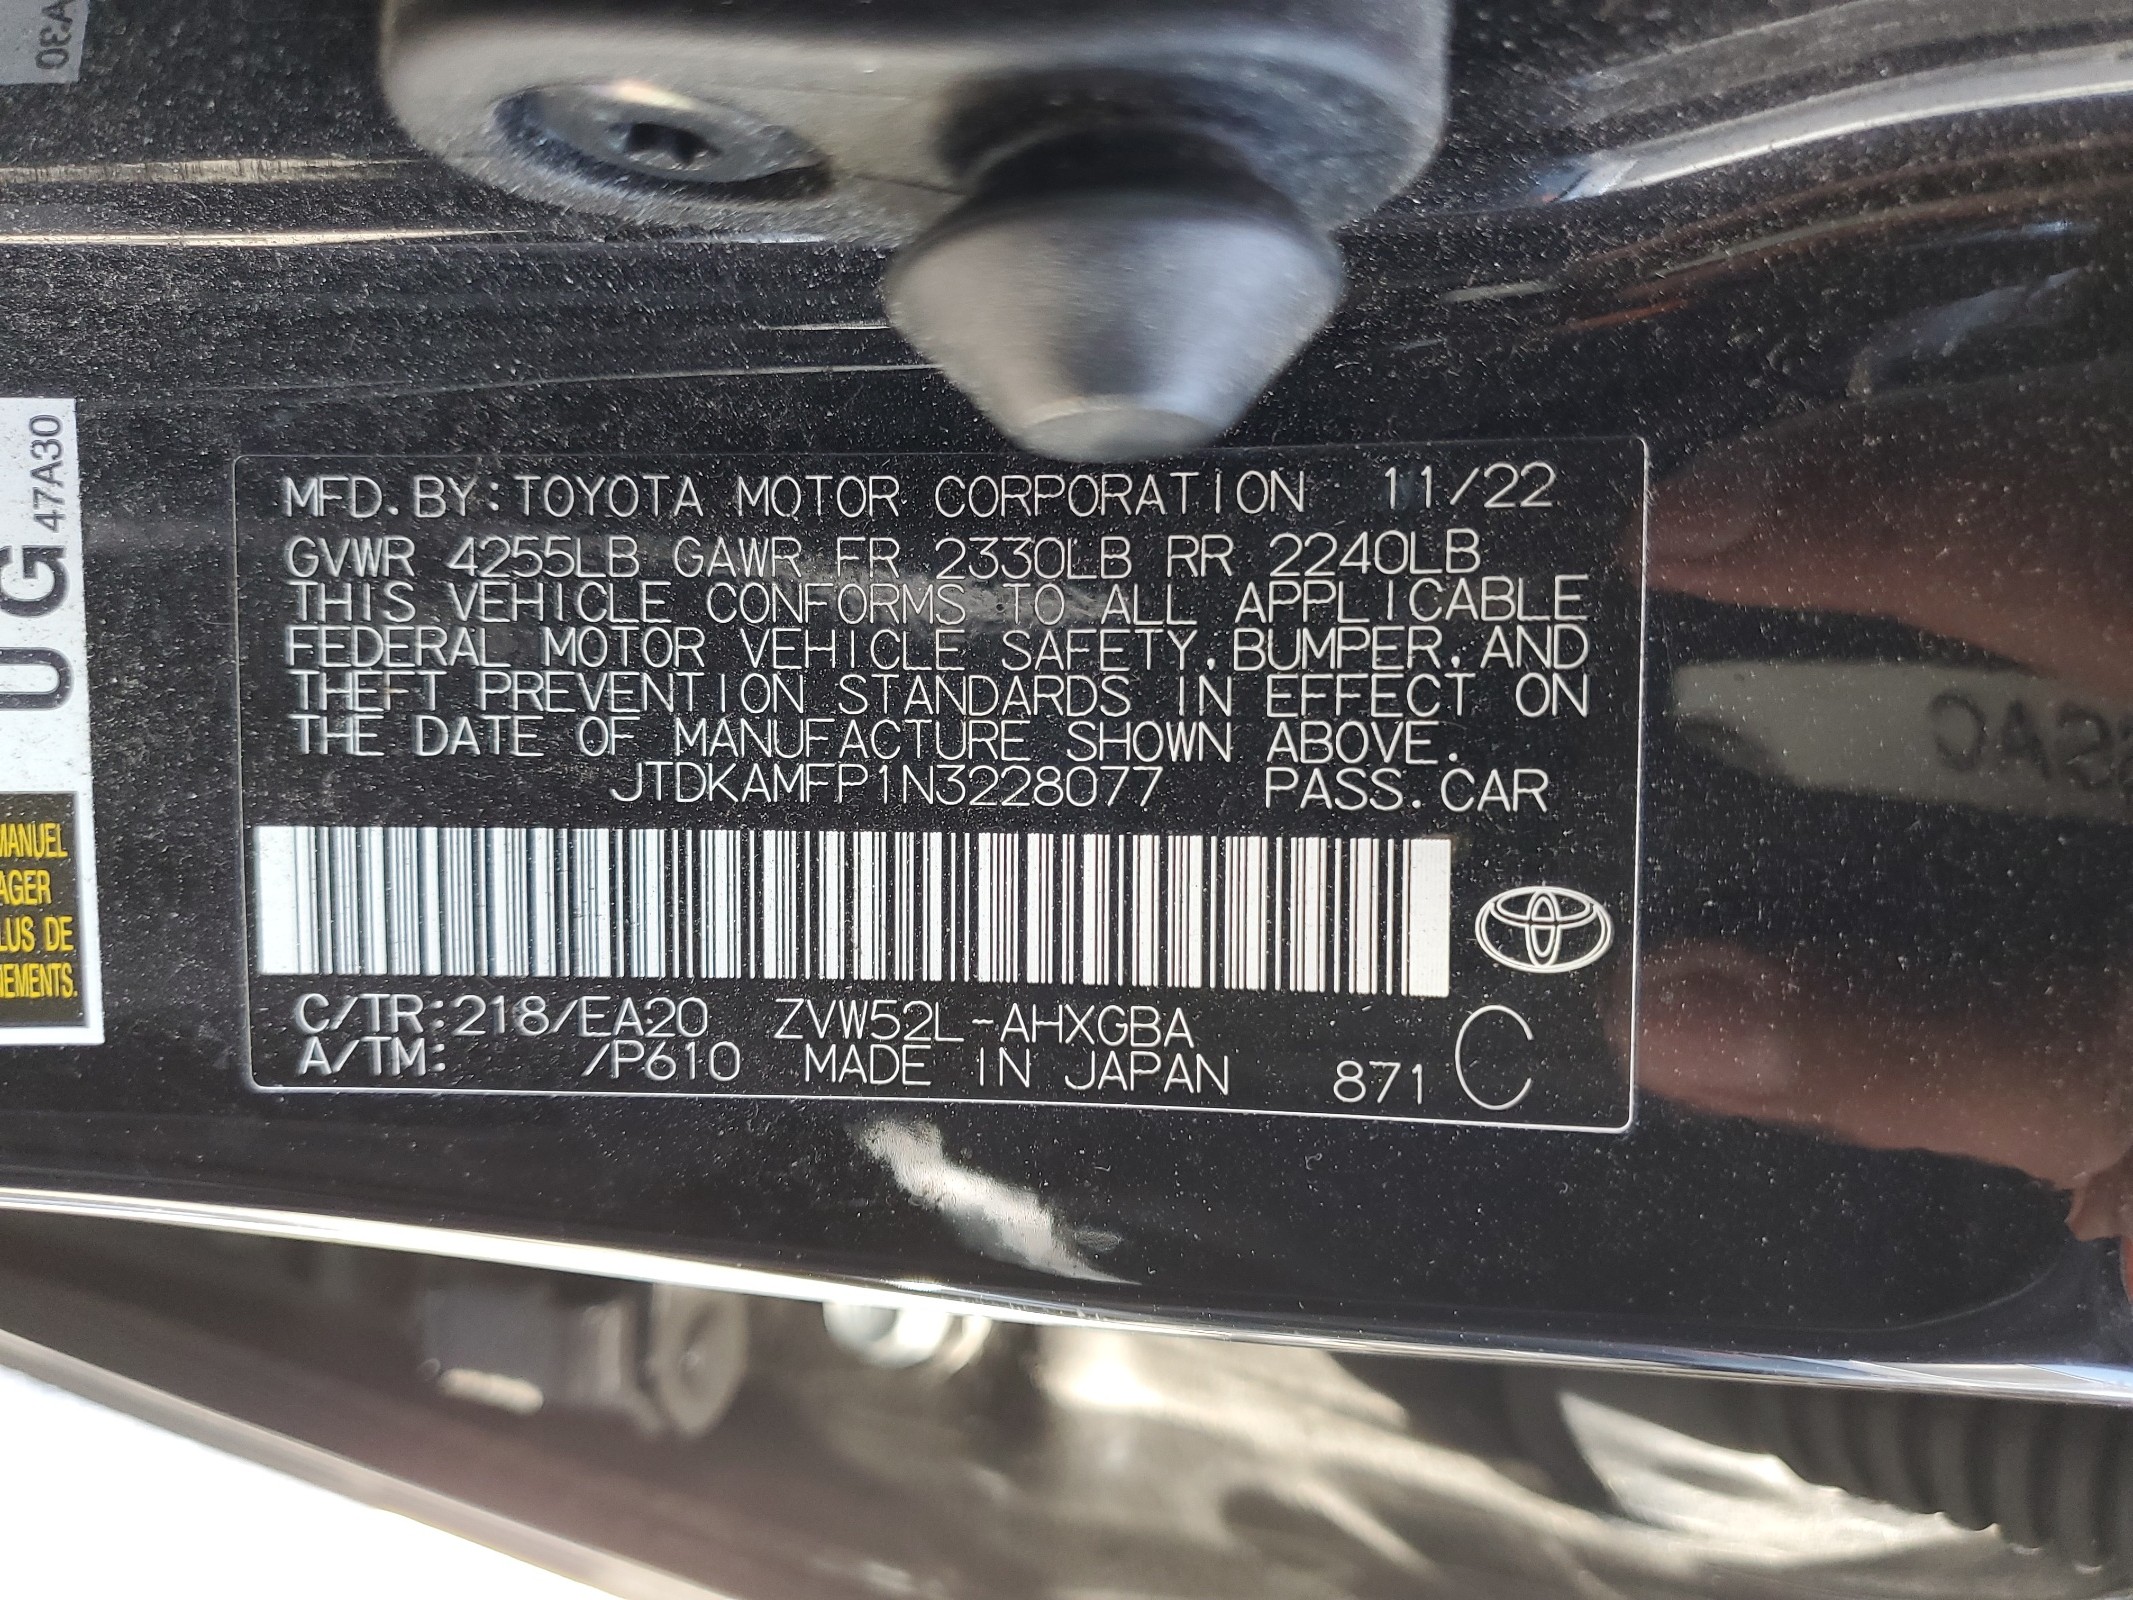 A30
UG 47A30
MANUEL
AGER
LUS DE
NEMENTS.
MFD. BY: TOYOTA MOTOR CORPORATION 11/22
GVWR 4255LB GAWR FR 2330LB RR 2240LB
THIS VEHICLE CONFORMS TO ALL APPLICABLE
FEDERAL MOTOR VEHICLE SAFETY, BUMPER, AND
THEFT PREVENTION STANDARDS IN EFFECT ON
THE DATE OF MANUFACTURE SHOWN ABOVE.
JTDKAMFP1N3228077 PASS. CAR
C/TR: 218/EA20 ZVW52L-AHXGBA
A/TM: /P610 MADE IN JAPAN 871 C